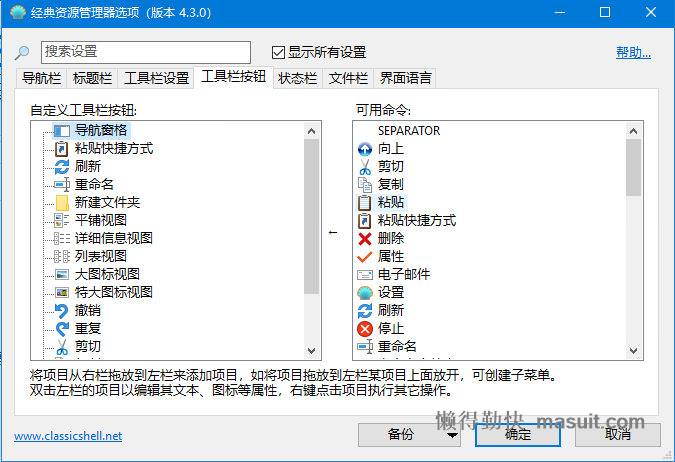 经典资源管理器选项（版本 4.3.0）
搜索设置
显示所有设置
帮助...
导航栏 标题栏 工具栏设置 工具栏按钮 状态栏 文件栏 界面语言
自定义工具栏按钮:
导航窗格
粘贴快捷方式
刷新
重命名
新建文件夹
平铺视图
详细信息视图
列表视图
大图标视图
特大图标视图
撤销
重复
剪切
可用命令:
SEPARATOR
向上
剪切
复制
粘贴
粘贴快捷方式
删除
属性
电子邮件
设置
刷新
停止
重命名
←
将项目从右栏拖放到左栏来添加项目，如将项目拖放到左栏某项目上面放开，可创建子菜单。
双击左栏的项目以编辑其文本、图标等属性，右键点击项目执行其它操作。
懒得勤快 masuit.com
www.classicshell.net
备份
确定
取消